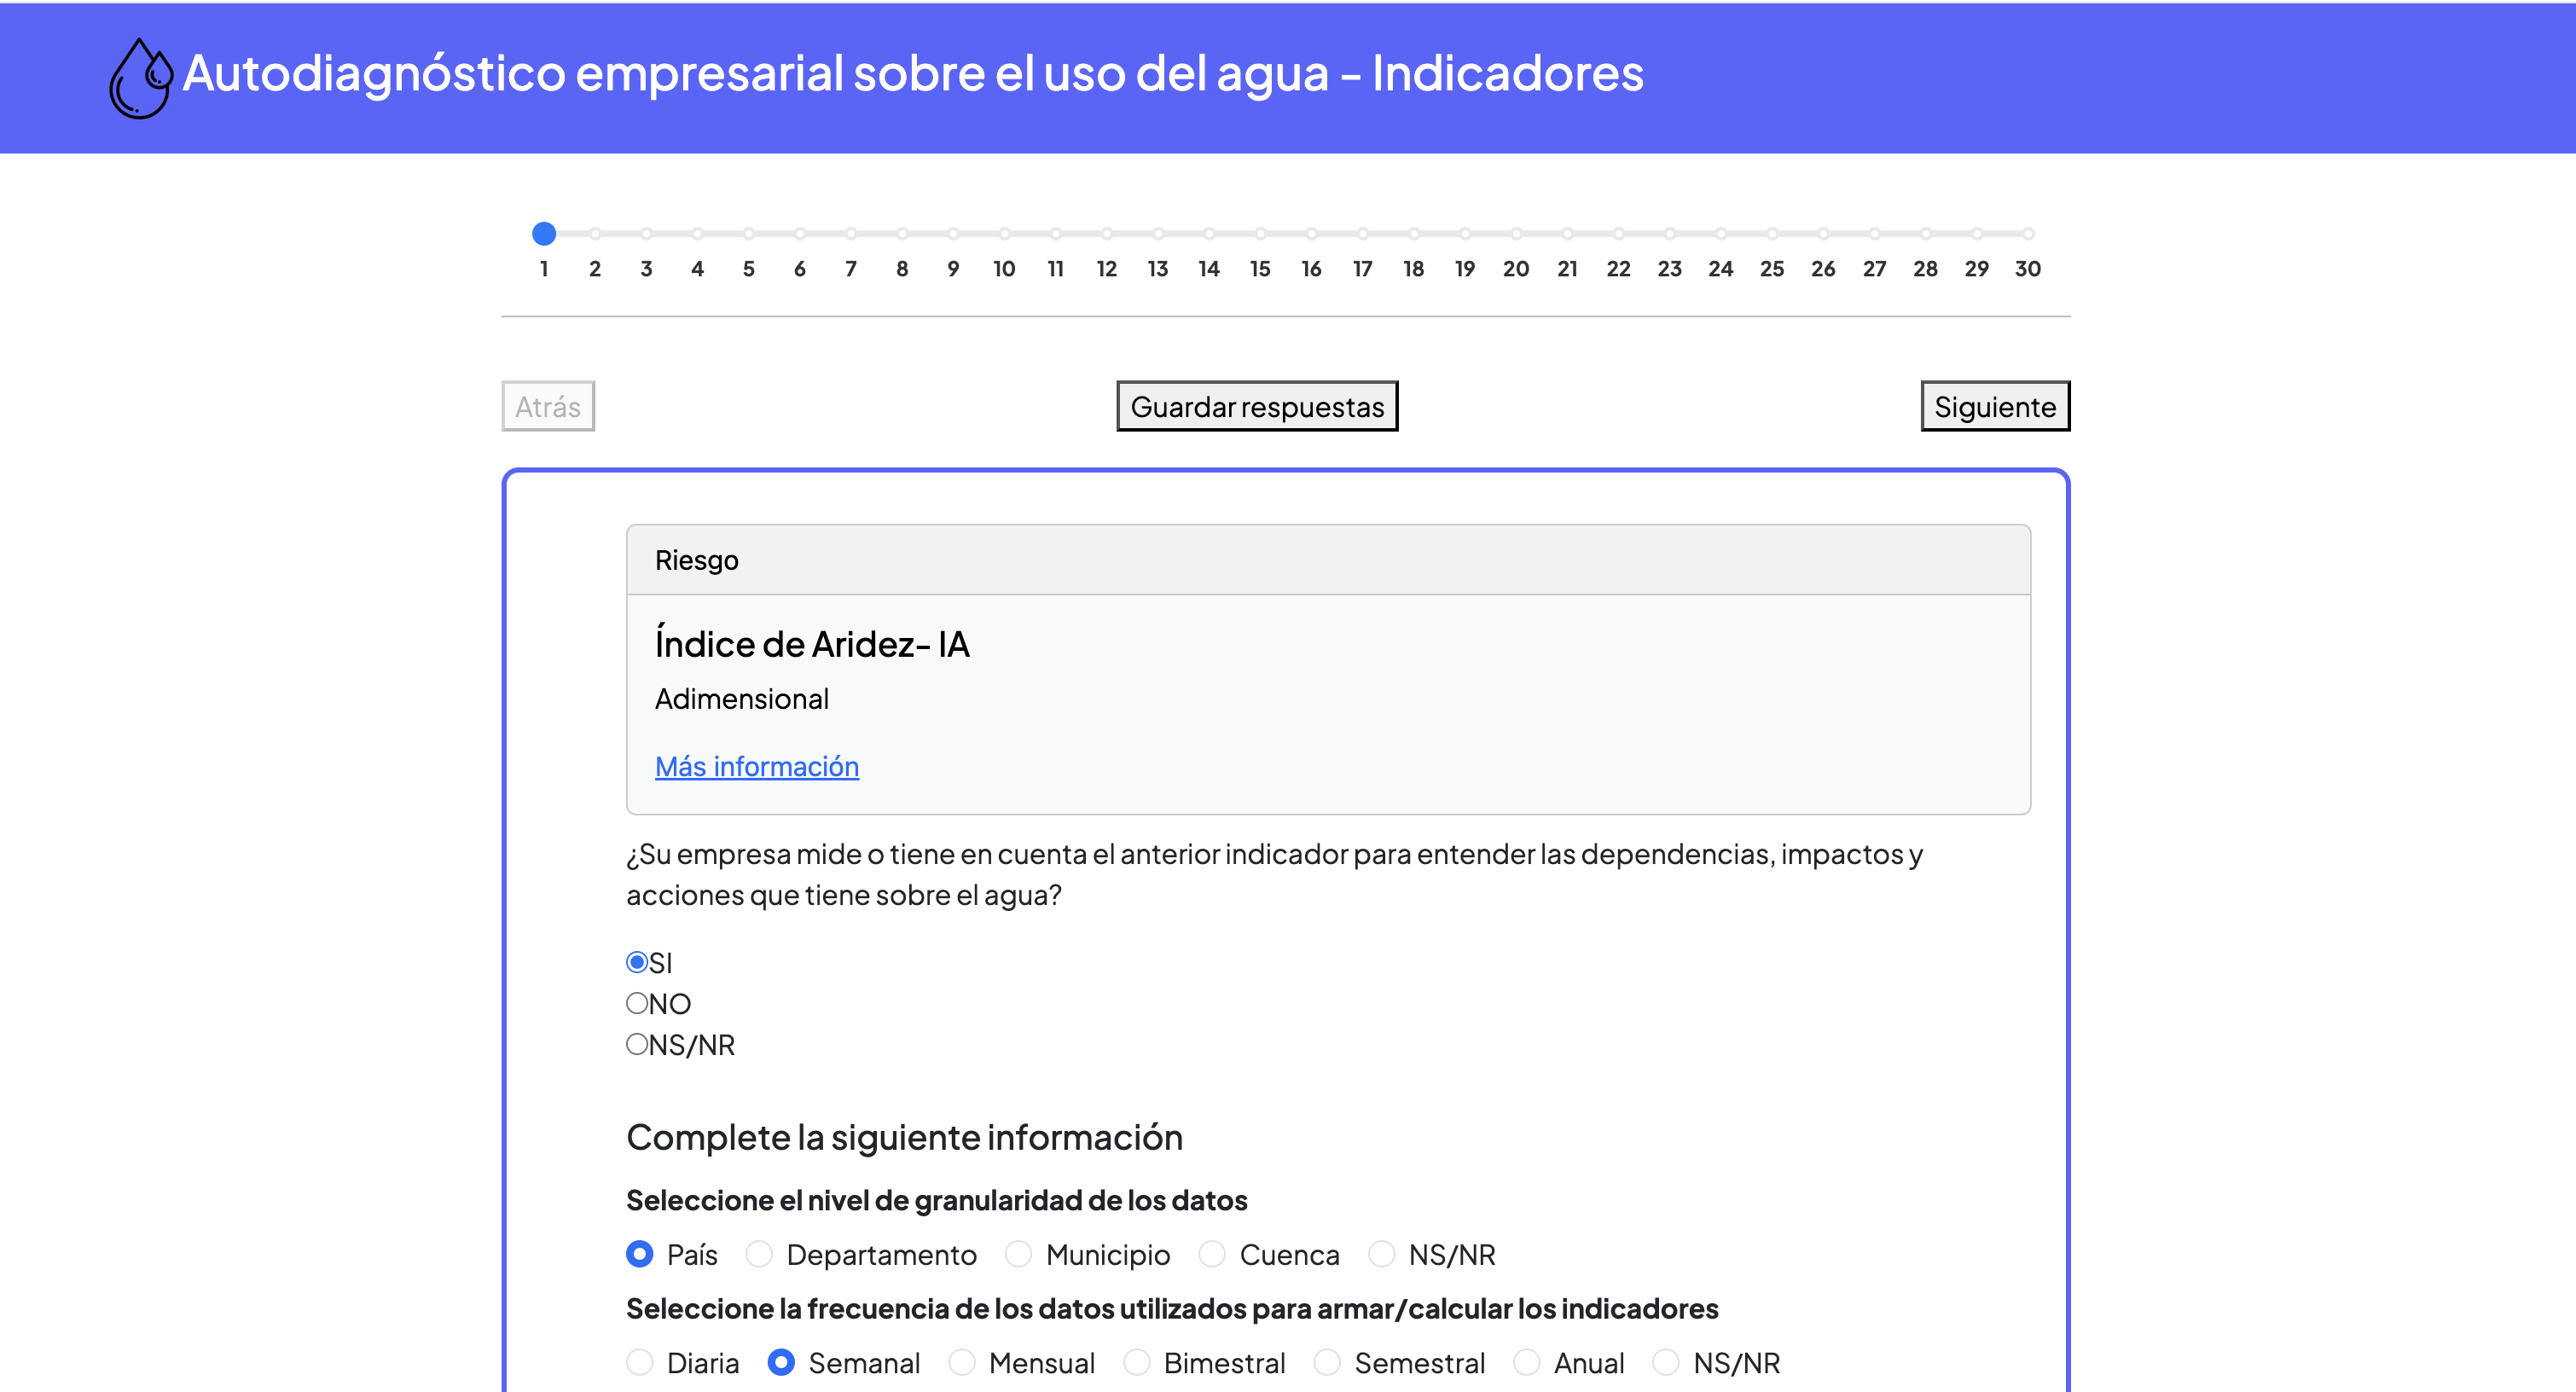 Autodiagnóstico empresarial sobre el uso del agua – Indicadores
1 2 3 4 5 6 7 8 9 10 11 12 13 14 15 16 17 18 19 20 21 22 23 24 25 26 27 28 29 30
Atrás Guardar respuestas Siguiente
Riesgo
Índice de Aridez- IA
Adimensional
Más información
¿Su empresa mide o tiene en cuenta el anterior indicador para entender las dependencias, impactos y
acciones que tiene sobre el agua?
SI
NO
NS/NR
Complete la siguiente información
Seleccione el nivel de granularidad de los datos
País Departamento Municipio Cuenca NS/NR
Seleccione la frecuencia de los datos utilizados para armar/calcular los indicadores
Diaria Semanal Mensual Bimestral Semestral Anual NS/NR